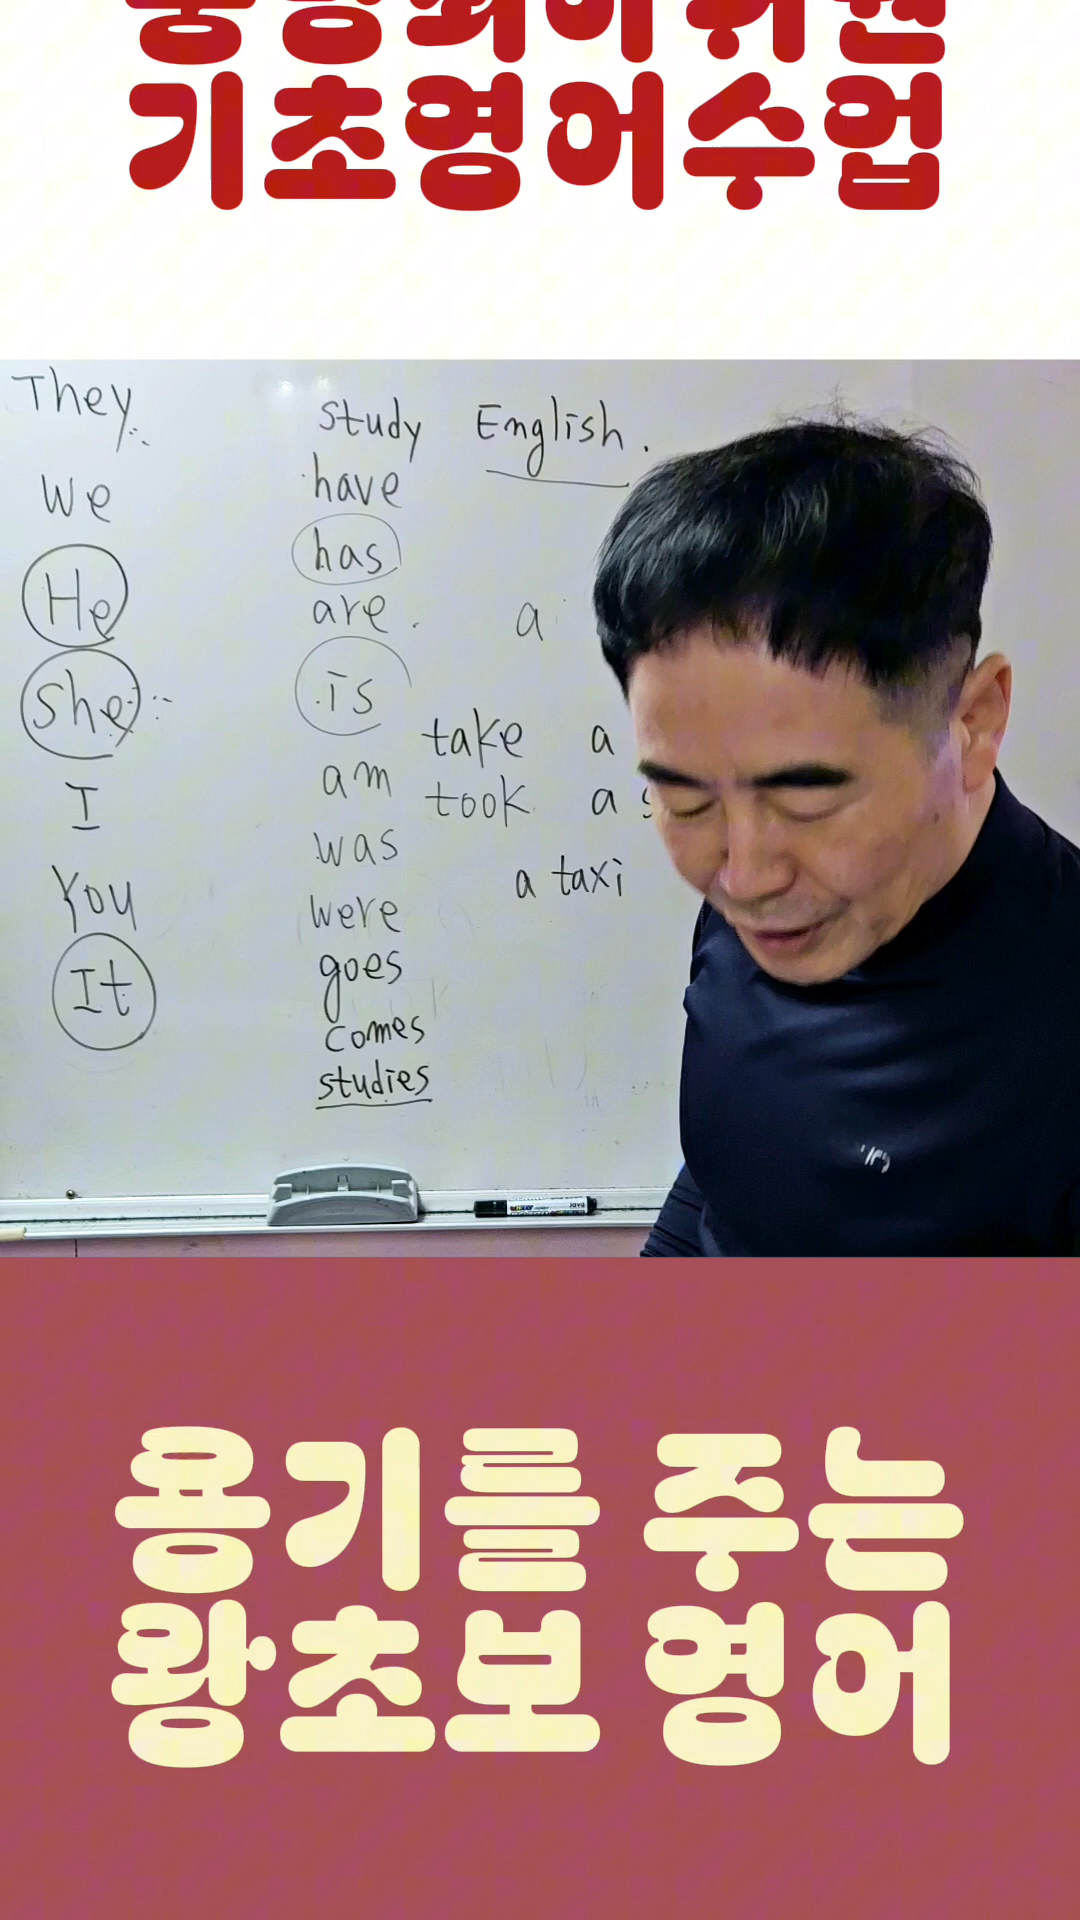 기초영어수업
They
We
He
She
I
You
It
study English.
have
has
are.
is
am
was
were
goes
comes
studies
a
take a
took a
a taxi
용기를 주는
왕초보 영어